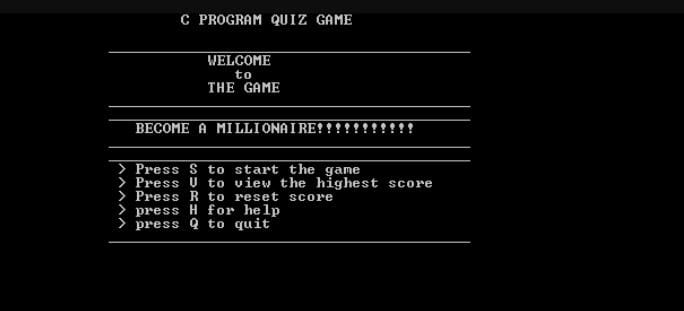 C PROGRAM QUIZ GAME
WELCOME
to
THE GAME
BECOME A MILLIONAIRE!!!!!!!!!!!
> Press S to start the game
> Press V to view the highest score
> Press R to reset score
> press H for help
> press Q to quit